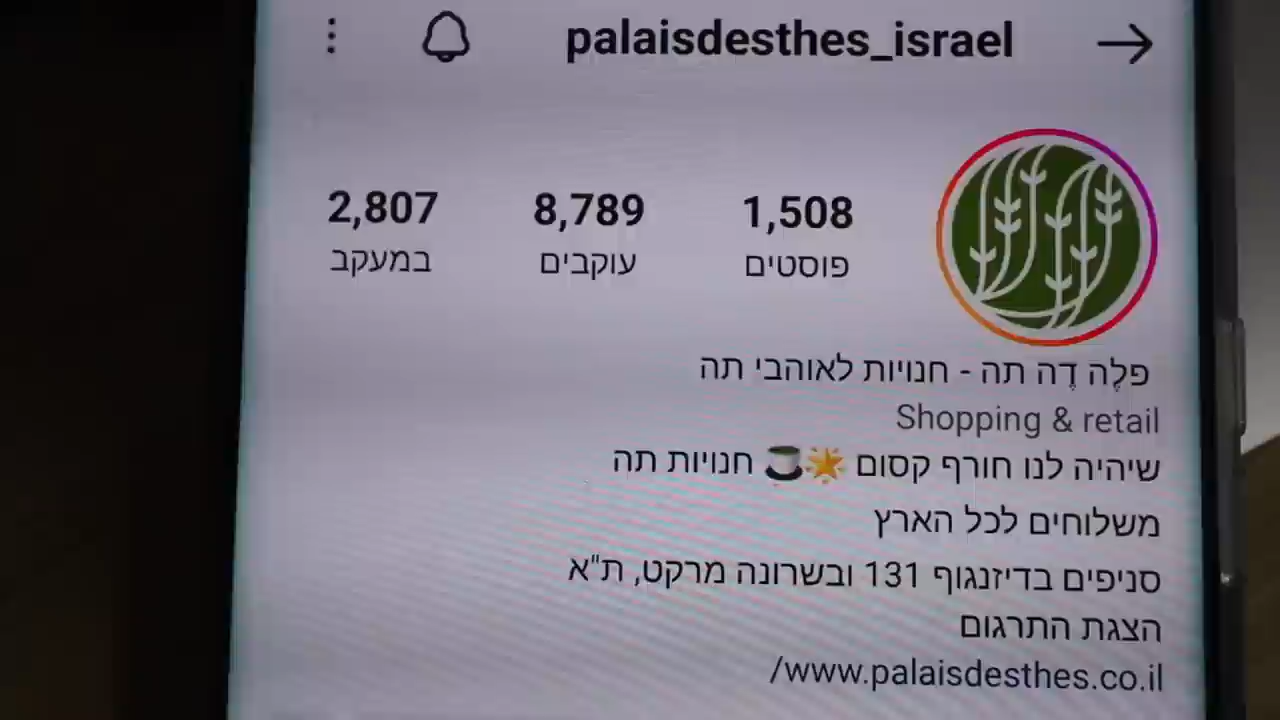 palaisdesthes_israel
1,508 8,789 2,807
פוסטים עוקבים במעקב
פלֶה דֶה תה - חנויות לאוהבי תה
Shopping & retail
שיהיה לנו חורף קסום 🌟☕ חנויות תה
משלוחים לכל הארץ
סניפים בדיזנגוף 131 ובשרונה מרקט, ת"א
הצגת התרגום
www.palaisdesthes.co.il/